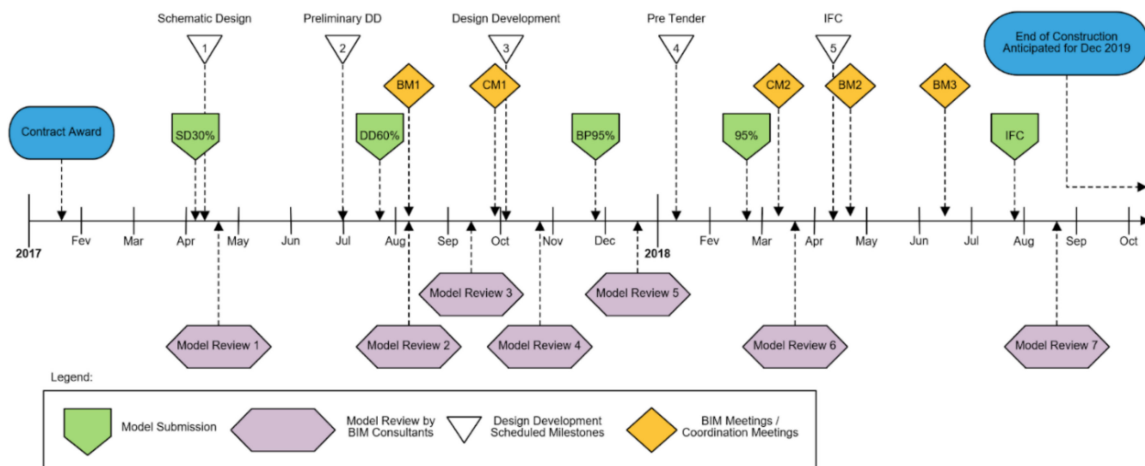 Schematic Design
Preliminary DD
Design Development
Pre Tender
IFC
End of Construction
Anticipated for Dec 2019
1
2
3
4
5
BM1
CM1
CM2
BM2
BM3
Contract Award
SD30%
DD60%
BP95%
95%
IFC
Fev
Mar
Apr
May
Jun
Jul
Aug
Sep
Oct
Nov
Dec
Fev
Mar
Apr
May
Jun
Jul
Aug
Sep
Oct
2017
2018
Model Review 3
Model Review 5
Model Review 1
Model Review 2
Model Review 4
Model Review 6
Model Review 7
Legend:
Model Submission
Model Review by
BIM Consultants
Design Development
Scheduled Milestones
BIM Meetings /
Coordination Meetings